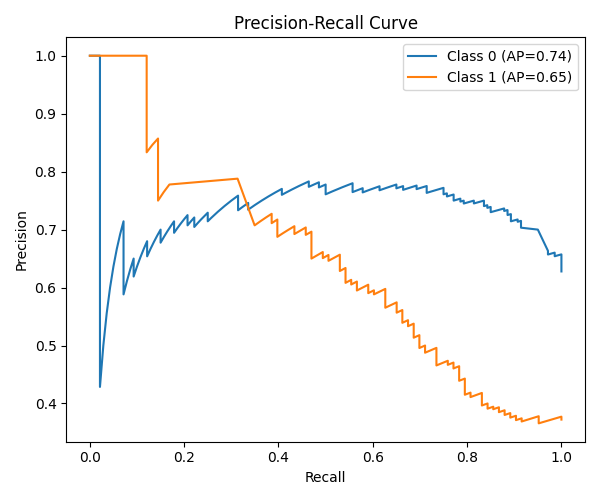 Precision-Recall Curve
Class 0 (AP=0.74)
Class 1 (AP=0.65)
Precision
1.0
0.9
0.8
0.7
0.6
0.5
0.4
0.0 0.2 0.4 0.6 0.8 1.0
Recall